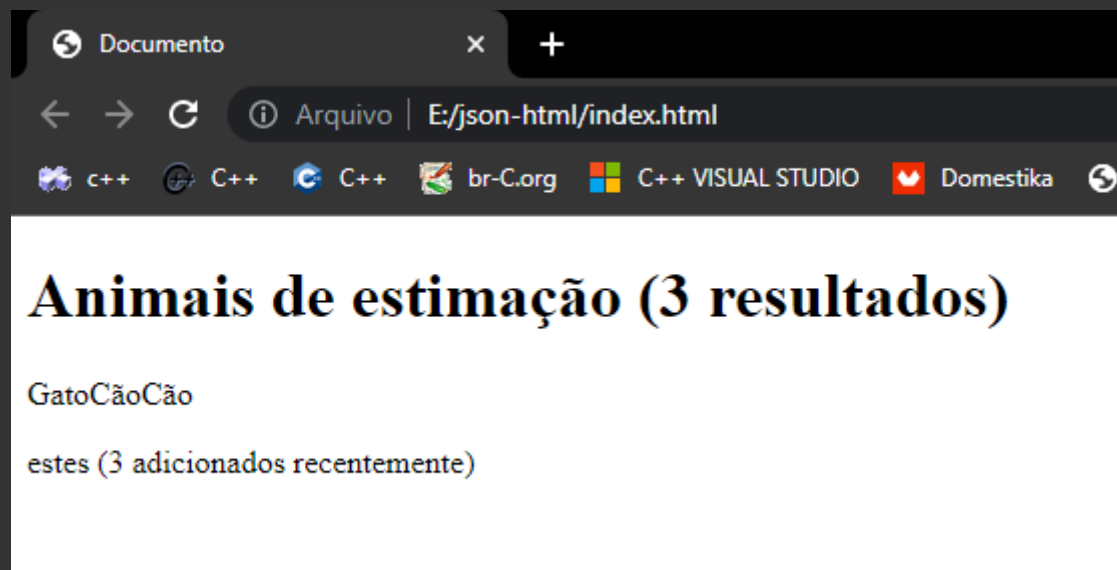 Documento
Arquivo E:/json-html/index.html
c++ C++ C++ br-C.org C++ VISUAL STUDIO Domestika
Animais de estimação (3 resultados)
GatoCãoCão
estes (3 adicionados recentemente)